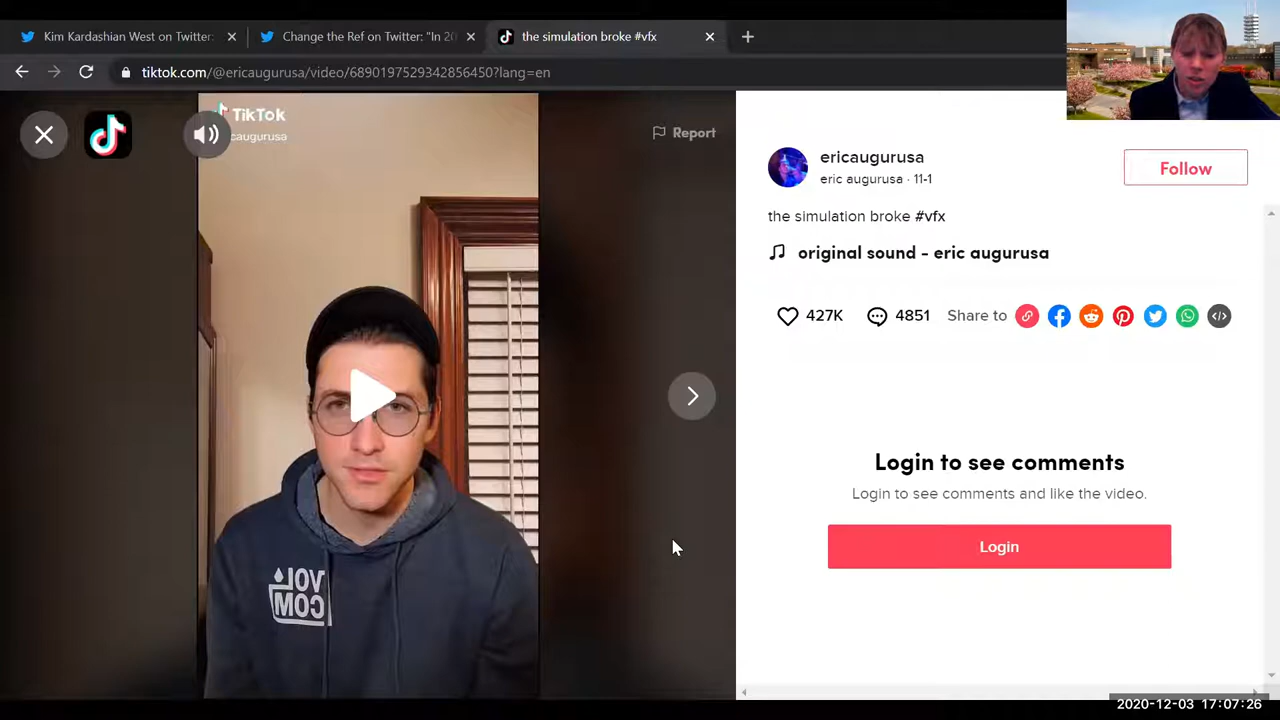 Kim Kardashian West on Twitter:
Change the Ref on Twitter: "In 20
the simulation broke #vfx
tiktok.com/@ericaugurusa/video/6890197529342856450?lang=en
TikTok
caugurusa
Report
ericaugurusa
eric augurusa · 11-1
Follow
the simulation broke #vfx
original sound - eric augurusa
427K
4851
Share to
Login to see comments
Login to see comments and like the video.
Login
VOL
COM
2020-12-03 17:07:26